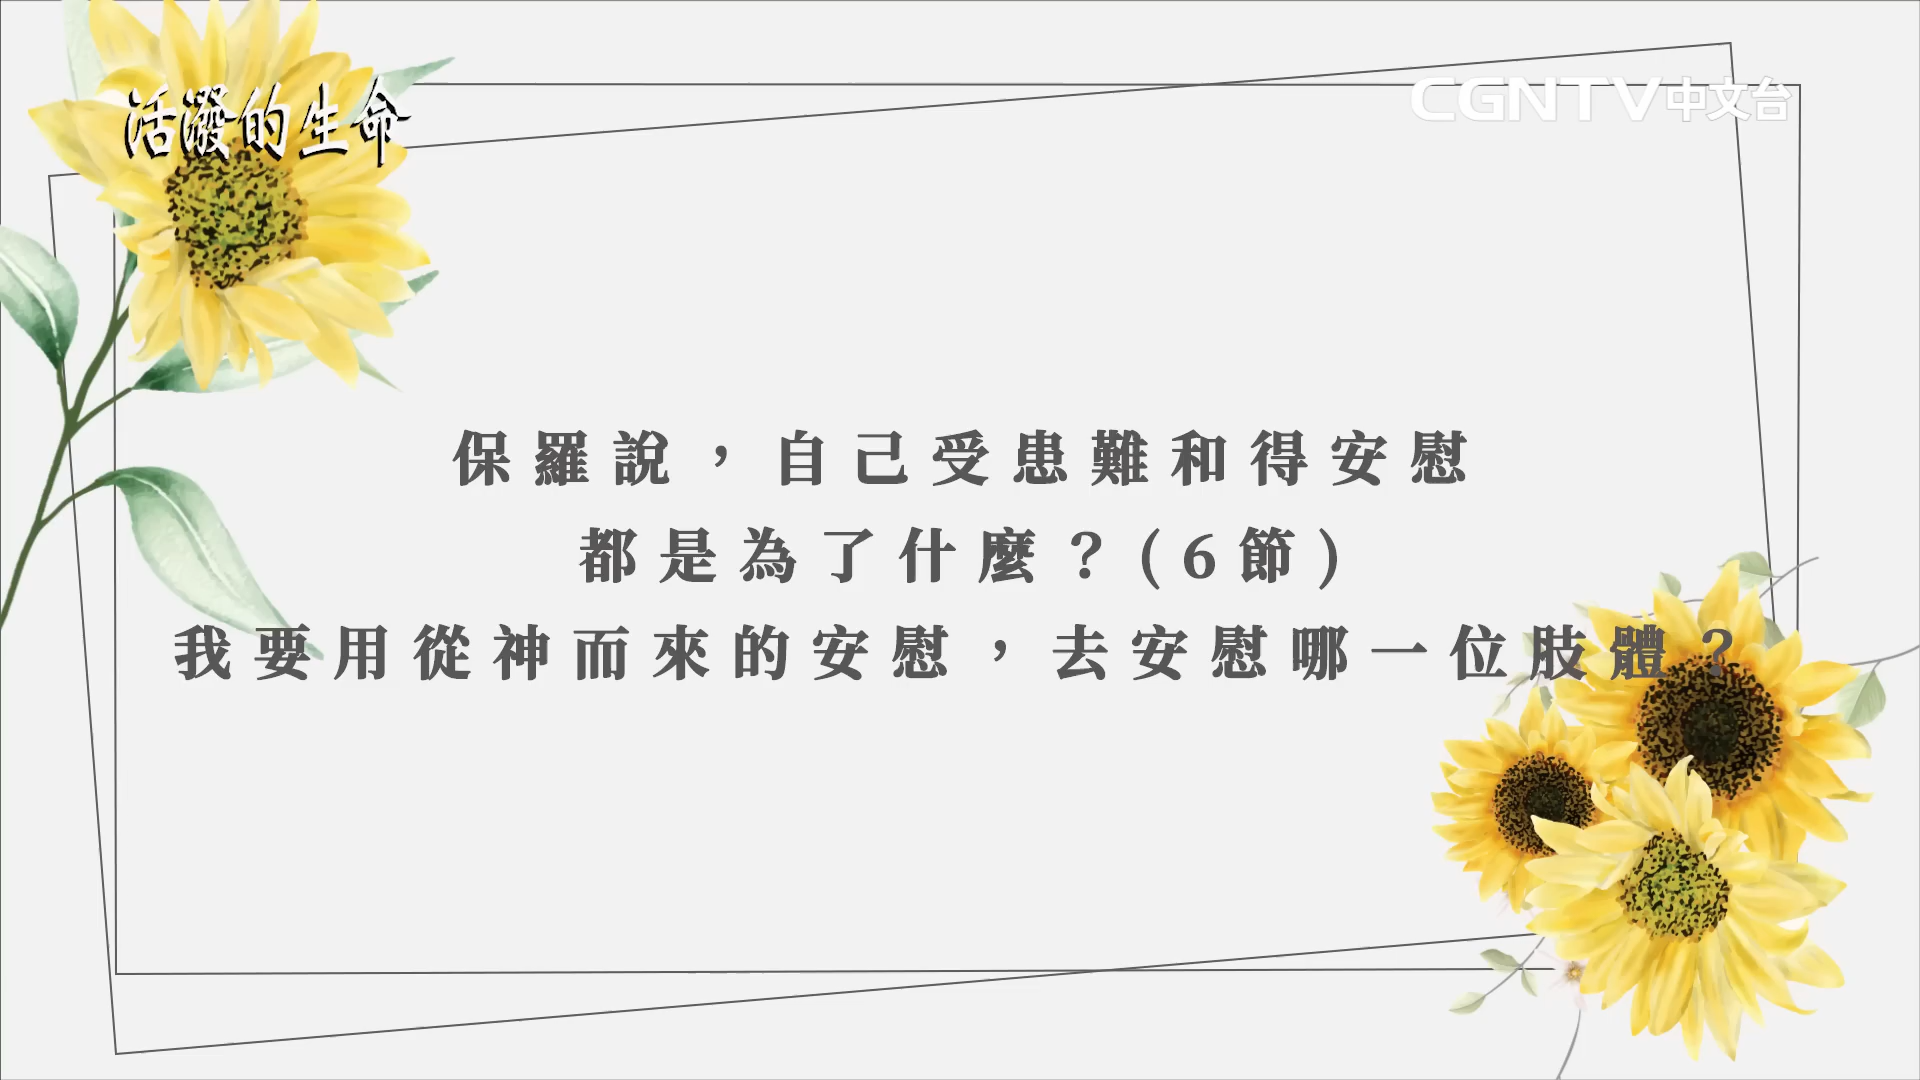 活潑的生命
CGNTV中文台
保羅說，自己受患難和得安慰
都是為了什麼？(6節)
我要用從神而來的安慰，去安慰哪一位肢體？